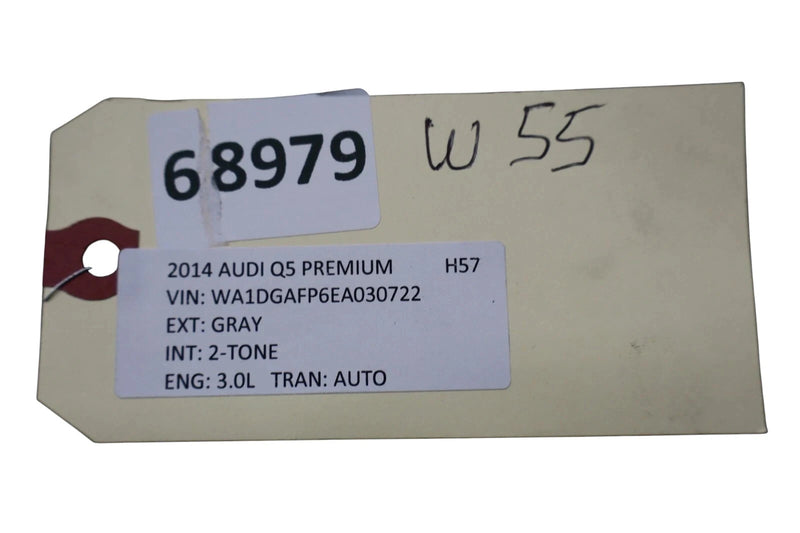 68979
W 55
2014 AUDI Q5 PREMIUM H57
VIN: WA1DGAFP6EA030722
EXT: GRAY
INT: 2-TONE
ENG: 3.0L TRAN: AUTO